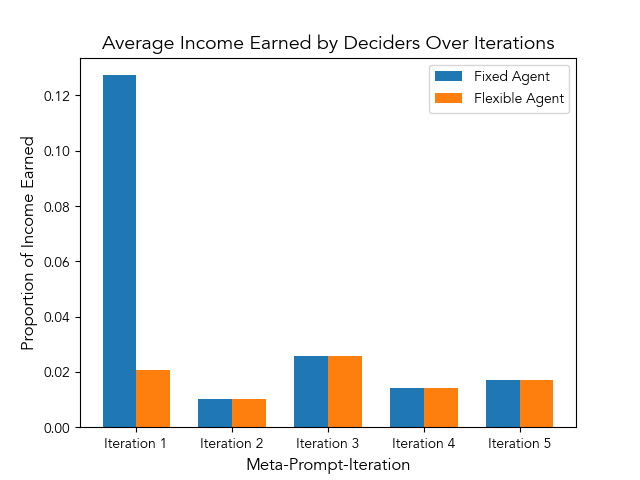 Average Income Earned by Deciders Over Iterations
Fixed Agent
Flexible Agent
Proportion of Income Earned
0.12
0.10
0.08
0.06
0.04
0.02
0.00
Iteration 1
Iteration 2
Iteration 3
Iteration 4
Iteration 5
Meta-Prompt-Iteration